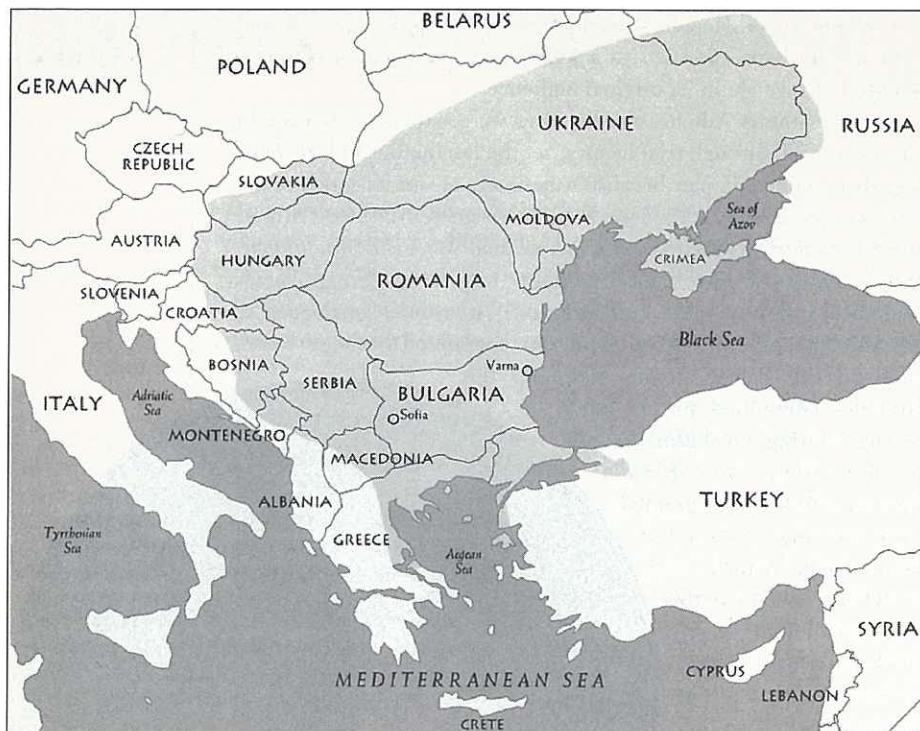 BELARUS
GERMANY
POLAND
UKRAINE
RUSSIA
CZECH
REPUBLIC
SLOVAKIA
Sea of
Azov
MOLDOVA
AUSTRIA
HUNGARY
CRIMEA
ROMANIA
SLOVENIA
CROATIA
Black Sea
BOSNIA
Varna
SERBIA
BULGARIA
ITALY
Adriatic
Sea
Sofia
MONTENEGRO
MACEDONIA
ALBANIA
TURKEY
Tyrrhenian
Sea
GREECE
Aegean
Sea
SYRIA
MEDITERRANEAN SEA
CYPRUS
LEBANON
CRETE